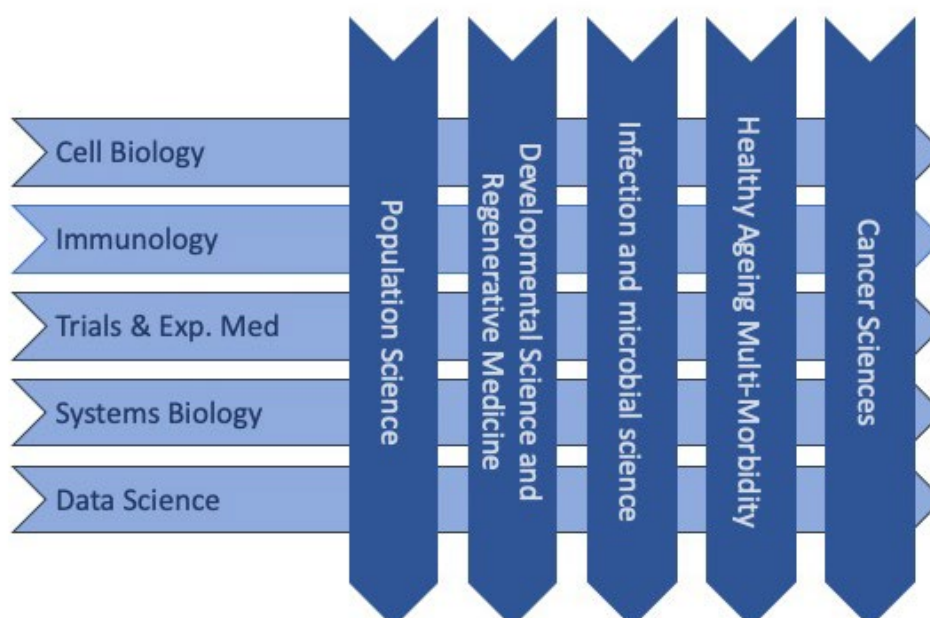 Cell Biology
Immunology
Trials & Exp. Med
Systems Biology
Data Science
Population Science
Developmental Science and
Regenerative Medicine
Infection and microbial science
Healthy Ageing Multi-Morbidity
Cancer Sciences